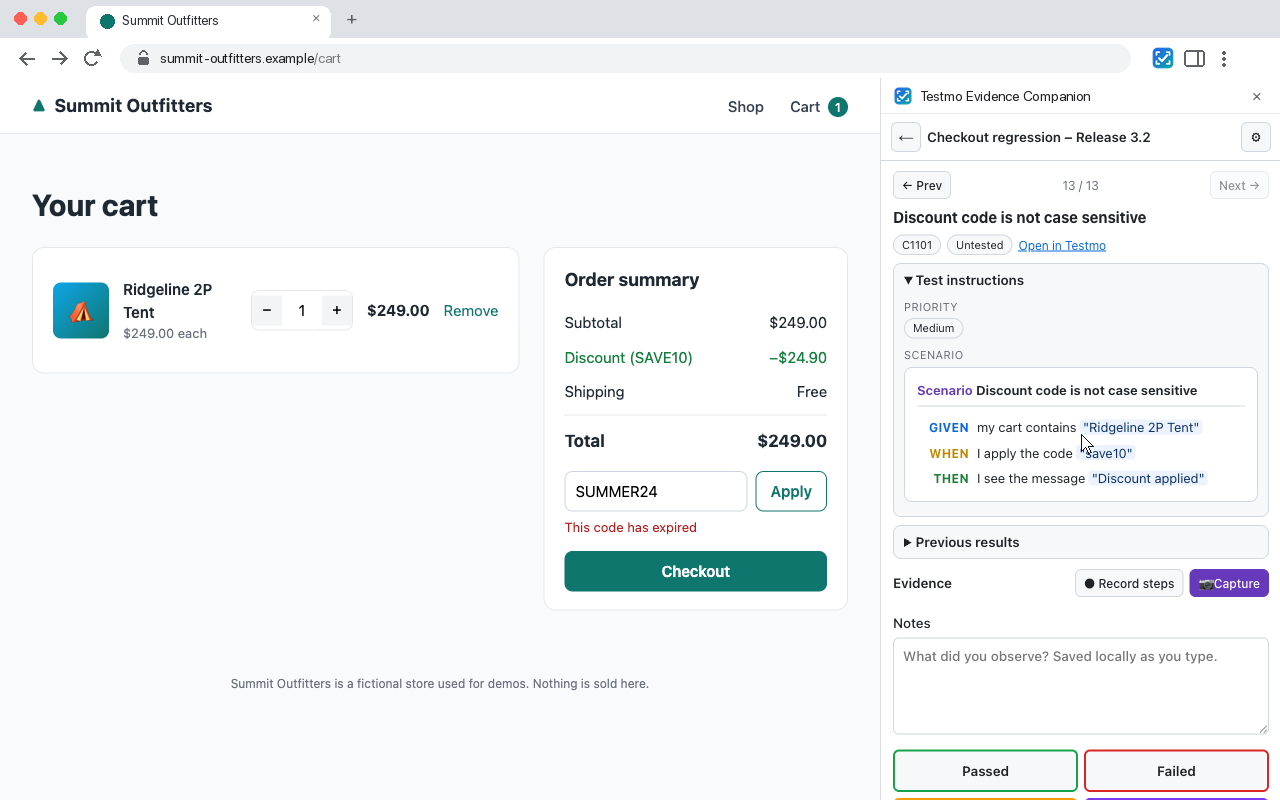 Summit Outfitters
summit-outfitters.example/cart
Summit Outfitters
Shop
Cart 1
Your cart
Ridgeline 2P
Tent
$249.00 each
− 1 + $249.00 Remove
Order summary
Subtotal $249.00
Discount (SAVE10) −$24.90
Shipping Free
Total $249.00
SUMMER24 Apply
This code has expired
Checkout
Summit Outfitters is a fictional store used for demos. Nothing is sold here.
Testmo Evidence Companion
Checkout regression – Release 3.2
← Prev 13 / 13 Next →
Discount code is not case sensitive
C1101 Untested Open in Testmo
Test instructions
PRIORITY
Medium
SCENARIO
Scenario Discount code is not case sensitive
GIVEN my cart contains "Ridgeline 2P Tent"
WHEN I apply the code "save10"
THEN I see the message "Discount applied"
Previous results
Evidence Record steps Capture
Notes
What did you observe? Saved locally as you type.
Passed Failed